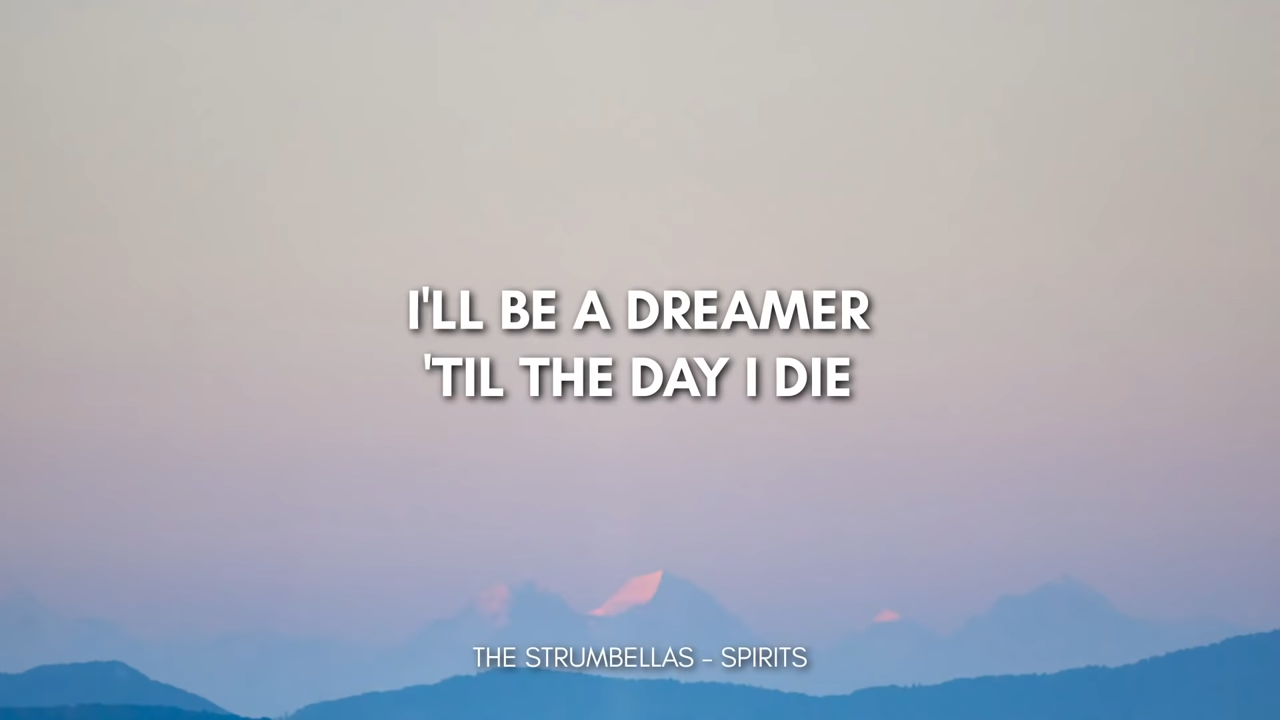 I'LL BE A DREAMER
'TIL THE DAY I DIE
THE STRUMBELLAS – SPIRITS